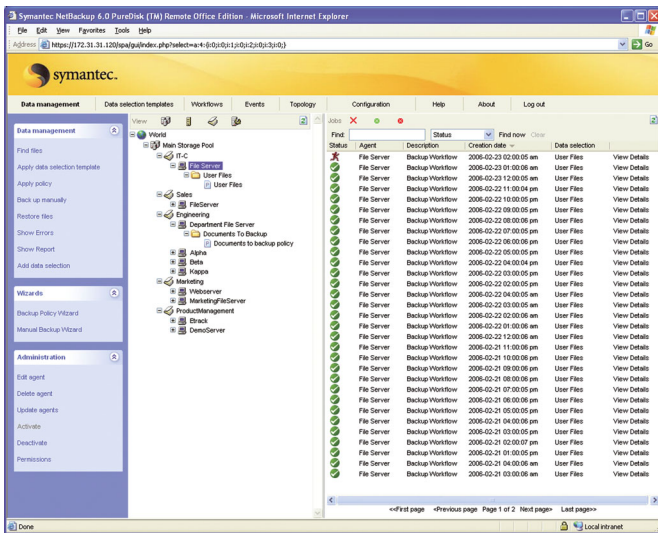 Symantec NetBackup 6.0 PureDisk (TM) Remote Office Edition - Microsoft Internet Explorer
File Edit View Favorites Tools Help
Address https://172.31.31.120/spa/gui/index.php?select=a:4:{i:0;i:0;i:1;i:0;i:2;i:0;i:3;i:0;} Go
symantec.
Data management Data selection templates Workflows Events Topology Configuration Help About Log out
Data management
Find files
Apply data selection template
Apply policy
Back up manually
Restore files
Show Errors
Show Report
Add data selection
Wizards
Backup Policy Wizard
Manual Backup Wizard
Administration
Edit agent
Delete agent
Update agents
Activate
Deactivate
Permissions
View
World
Main Storage Pool
IT-C
File Server
User Files
User Files
Sales
FileServer
Engineering
Department File Server
Documents To Backup
Documents to backup policy
Alpha
Beta
Kappa
Marketing
Webserver
MarketingFileServer
ProductManagement
Etrack
DemoServer
Jobs
Find: Status Find now Clear
Status Agent Description Creation date Data selection
File Server Backup Workflow 2006-02-23 02:00:05 am User Files View Details
File Server Backup Workflow 2006-02-23 01:00:06 am User Files View Details
File Server Backup Workflow 2006-02-23 12:00:05 am User Files View Details
File Server Backup Workflow 2006-02-22 11:00:04 pm User Files View Details
File Server Backup Workflow 2006-02-22 10:00:05 pm User Files View Details
File Server Backup Workflow 2006-02-22 09:00:05 pm User Files View Details
File Server Backup Workflow 2006-02-22 08:00:06 pm User Files View Details
File Server Backup Workflow 2006-02-22 07:00:05 pm User Files View Details
File Server Backup Workflow 2006-02-22 06:00:06 pm User Files View Details
File Server Backup Workflow 2006-02-22 05:00:05 pm User Files View Details
File Server Backup Workflow 2006-02-22 04:00:04 pm User Files View Details
File Server Backup Workflow 2006-02-22 03:00:05 pm User Files View Details
File Server Backup Workflow 2006-02-22 02:00:05 pm User Files View Details
File Server Backup Workflow 2006-02-22 04:00:05 am User Files View Details
File Server Backup Workflow 2006-02-22 03:00:05 am User Files View Details
File Server Backup Workflow 2006-02-22 02:00:06 am User Files View Details
File Server Backup Workflow 2006-02-22 01:00:06 am User Files View Details
File Server Backup Workflow 2006-02-22 12:00:06 am User Files View Details
File Server Backup Workflow 2006-02-21 11:00:06 pm User Files View Details
File Server Backup Workflow 2006-02-21 10:00:06 pm User Files View Details
File Server Backup Workflow 2006-02-21 09:00:06 pm User Files View Details
File Server Backup Workflow 2006-02-21 08:00:06 pm User Files View Details
File Server Backup Workflow 2006-02-21 07:00:05 pm User Files View Details
File Server Backup Workflow 2006-02-21 06:00:06 pm User Files View Details
File Server Backup Workflow 2006-02-21 05:00:05 pm User Files View Details
File Server Backup Workflow 2006-02-21 04:00:06 pm User Files View Details
File Server Backup Workflow 2006-02-21 03:00:05 pm User Files View Details
File Server Backup Workflow 2006-02-21 02:00:07 pm User Files View Details
File Server Backup Workflow 2006-02-21 01:00:05 pm User Files View Details
File Server Backup Workflow 2006-02-21 04:00:06 am User Files View Details
File Server Backup Workflow 2006-02-21 03:00:06 am User Files View Details
<<First page <Previous page Page 1 of 2 Next page> Last page>>
Done Local intranet